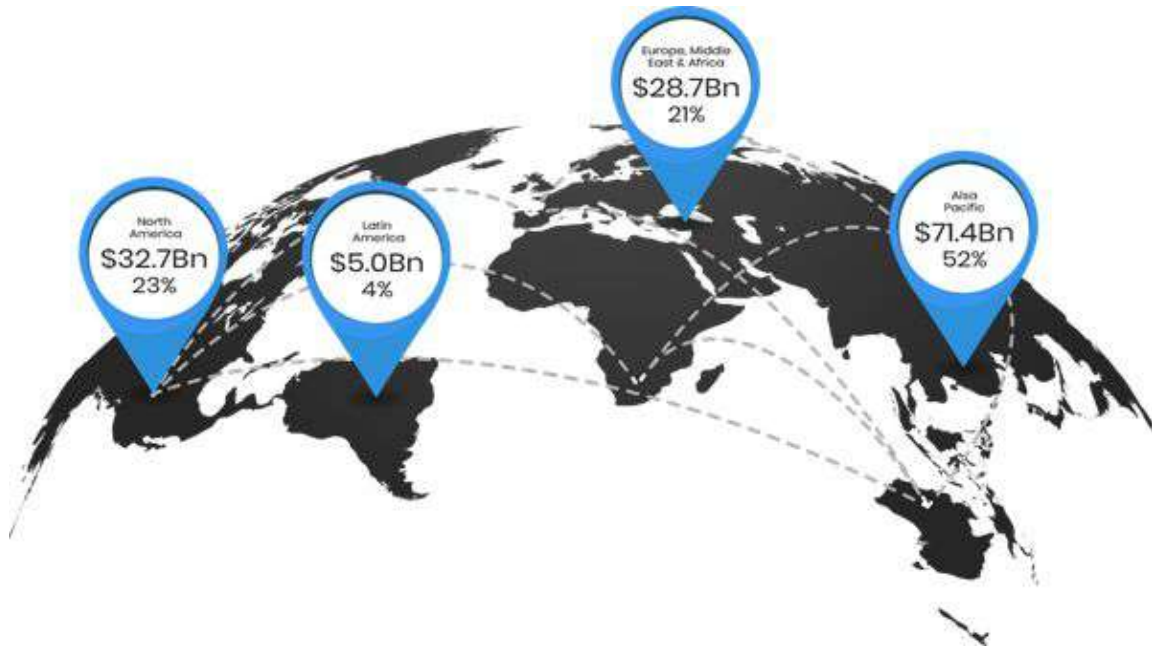 Europe, Middle
East & Africa
$28.7Bn
21%
North
America
$32.7Bn
23%
Latin
America
$5.0Bn
4%
Aisa
Pacific
$71.4Bn
52%